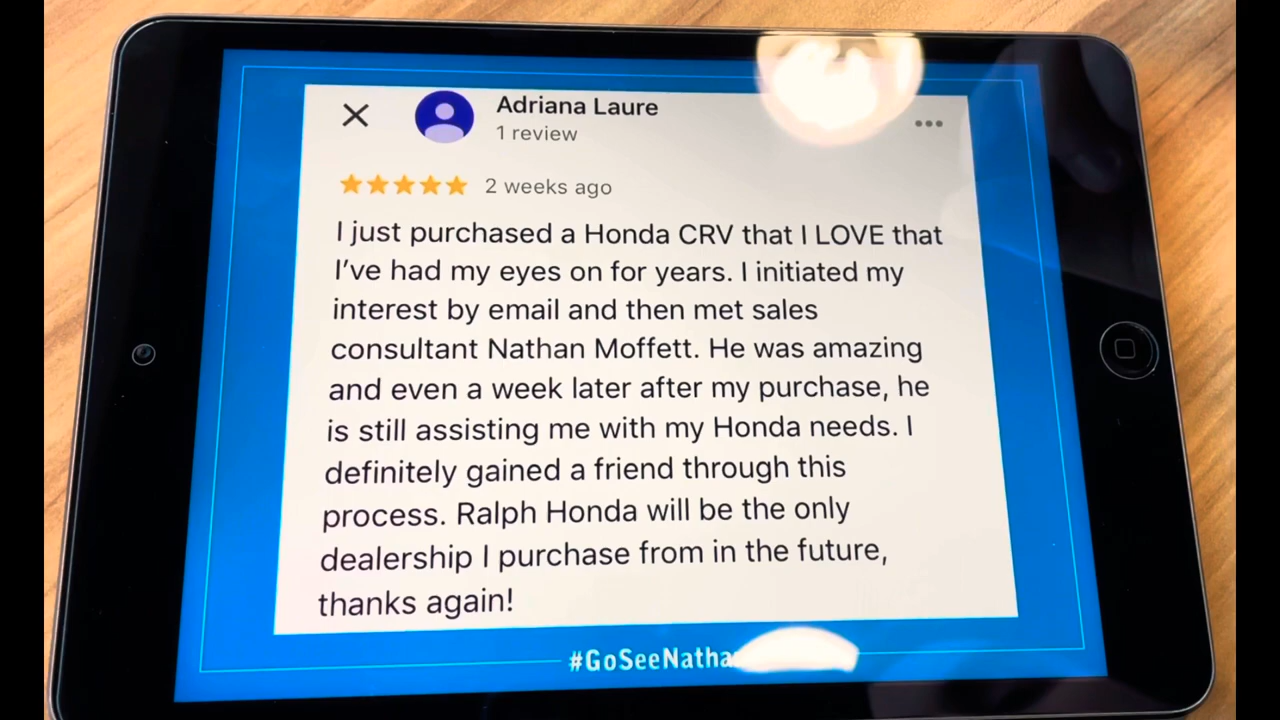 Adriana Laure
1 review
2 weeks ago
I just purchased a Honda CRV that I LOVE that
I've had my eyes on for years. I initiated my
interest by email and then met sales
consultant Nathan Moffett. He was amazing
and even a week later after my purchase, he
is still assisting me with my Honda needs. I
definitely gained a friend through this
process. Ralph Honda will be the only
dealership I purchase from in the future,
thanks again!